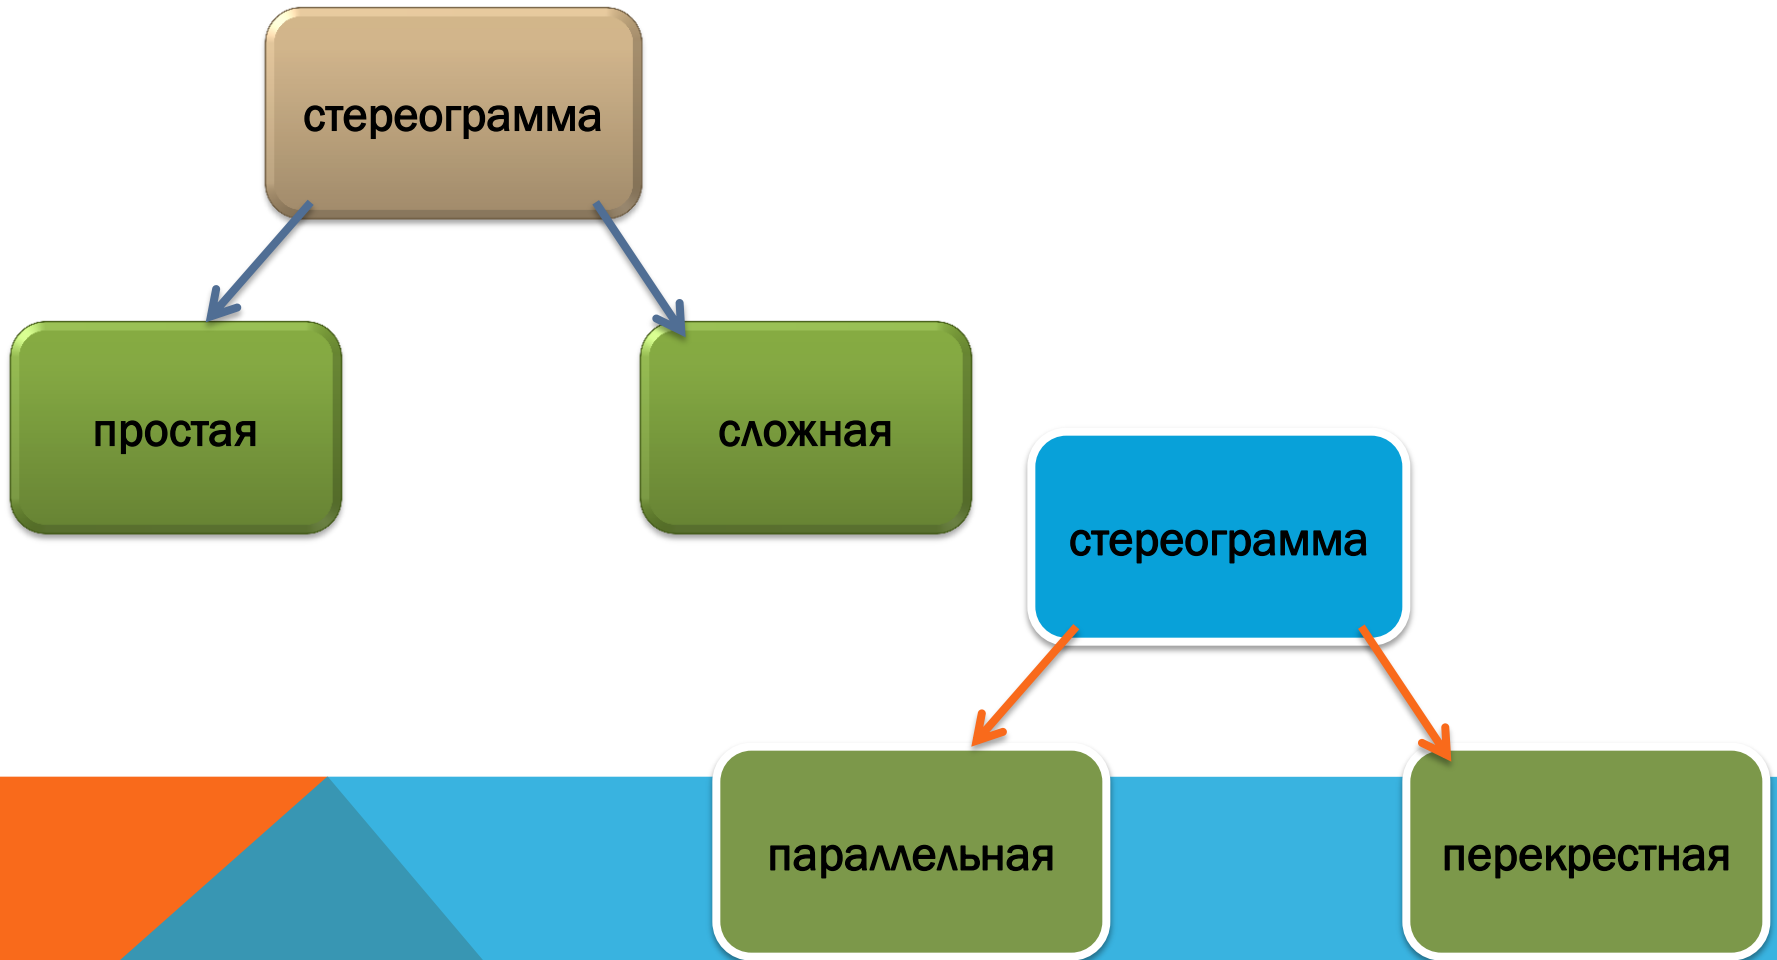 стереограмма
простая
сложная
стереограмма
параллельная
перекрестная